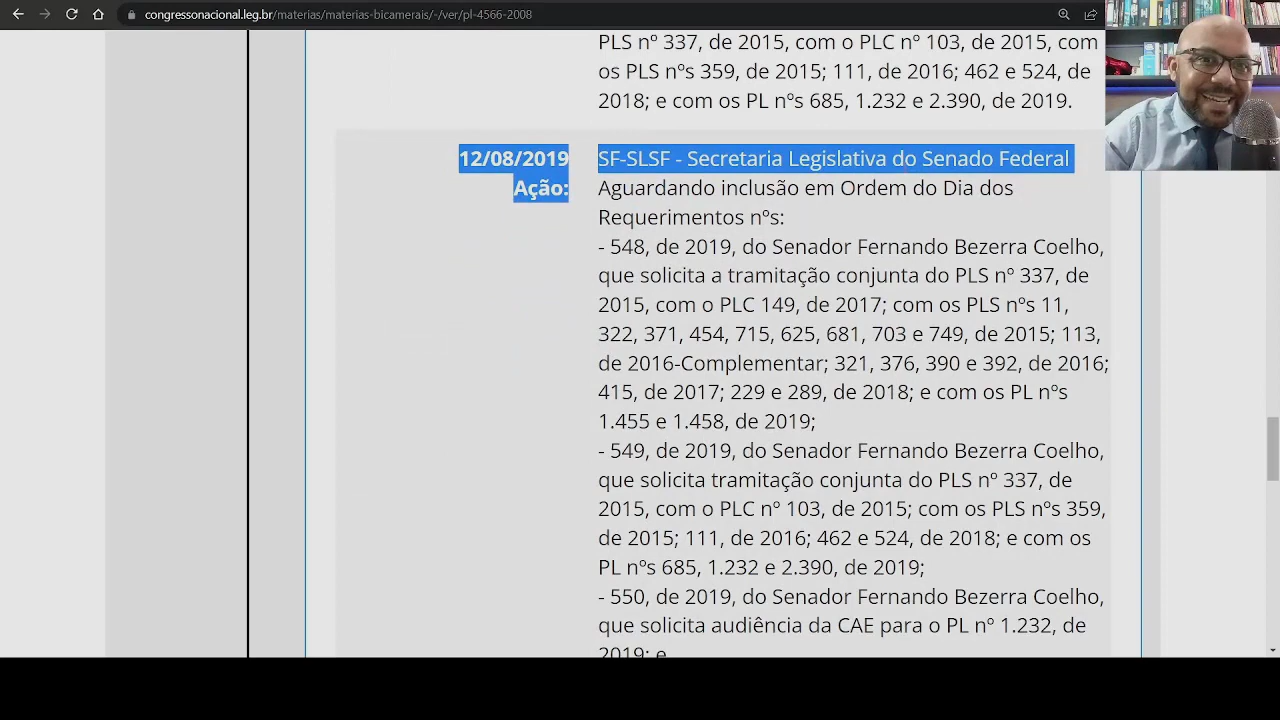 congressonacional.leg.br/materias/materias-bicamerais/-/ver/pl-4566-2008
PLS nº 337, de 2015, com o PLC nº 103, de 2015, com
os PLS nºs 359, de 2015; 111, de 2016; 462 e 524, de
2018; e com os PL nºs 685, 1.232 e 2.390, de 2019.
12/08/2019 SF-SLSF - Secretaria Legislativa do Senado Federal
Ação: Aguardando inclusão em Ordem do Dia dos
Requerimentos nºs:
- 548, de 2019, do Senador Fernando Bezerra Coelho,
que solicita a tramitação conjunta do PLS nº 337, de
2015, com o PLC 149, de 2017; com os PLS nºs 11,
322, 371, 454, 715, 625, 681, 703 e 749, de 2015; 113,
de 2016-Complementar; 321, 376, 390 e 392, de 2016;
415, de 2017; 229 e 289, de 2018; e com os PL nºs
1.455 e 1.458, de 2019;
- 549, de 2019, do Senador Fernando Bezerra Coelho,
que solicita tramitação conjunta do PLS nº 337, de
2015, com o PLC nº 103, de 2015; com os PLS nºs 359,
de 2015; 111, de 2016; 462 e 524, de 2018; e com os
PL nºs 685, 1.232 e 2.390, de 2019;
- 550, de 2019, do Senador Fernando Bezerra Coelho,
que solicita audiência da CAE para o PL nº 1.232, de
2019; e